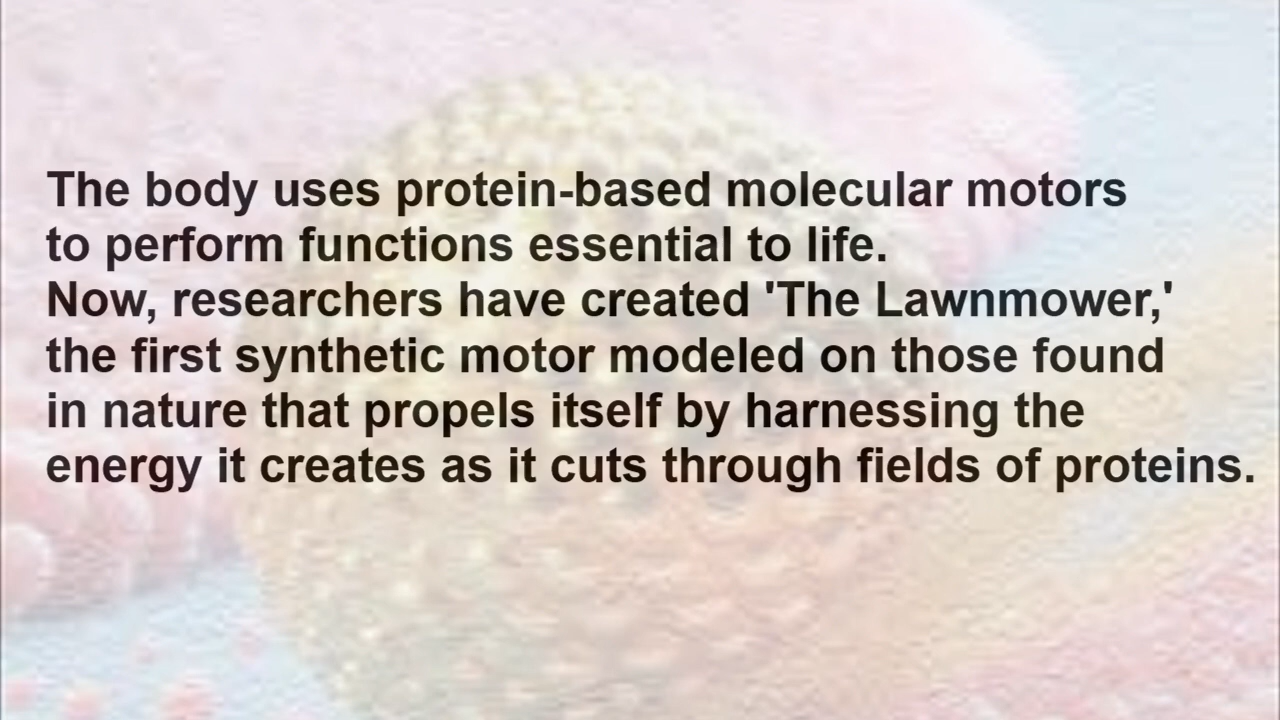 The body uses protein-based molecular motors
to perform functions essential to life.
Now, researchers have created 'The Lawnmower,'
the first synthetic motor modeled on those found
in nature that propels itself by harnessing the
energy it creates as it cuts through fields of proteins.